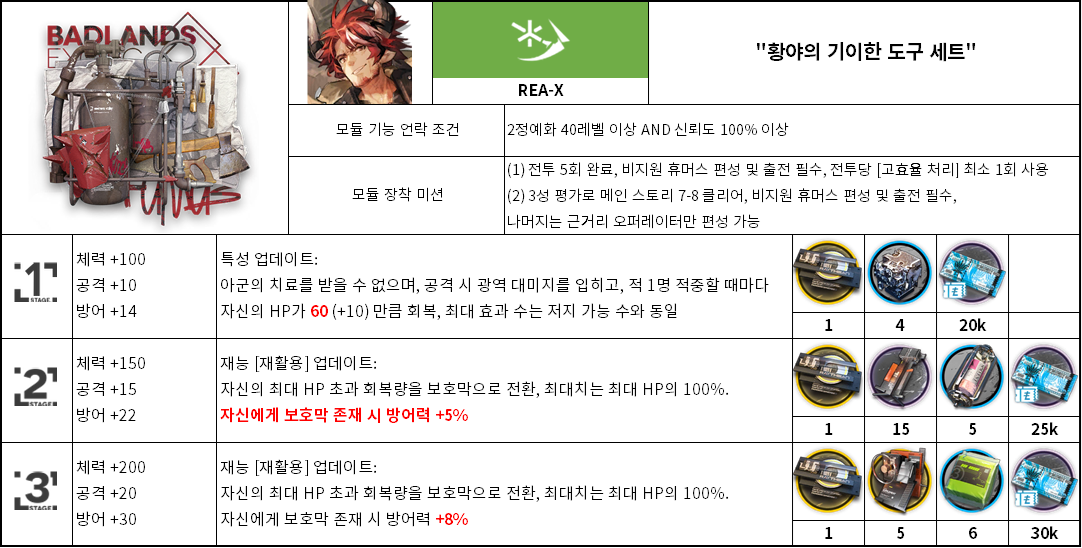 BADLANDS
REA-X
"황야의 기이한 도구 세트"
모듈 기능 언락 조건
2정예화 40레벨 이상 AND 신뢰도 100% 이상
모듈 장착 미션
(1) 전투 5회 완료, 비지원 휴머스 편성 및 출전 필수, 전투당 [고효율 처리] 최소 1회 사용
(2) 3성 평가로 메인 스토리 7-8 클리어, 비지원 휴머스 편성 및 출전 필수,
나머지는 근거리 오퍼레이터만 편성 가능
1
STAGE
체력 +100
공격 +10
방어 +14
특성 업데이트:
아군의 치료를 받을 수 없으며, 공격 시 광역 대미지를 입히고, 적 1명 적중할 때마다
자신의 HP가 60 (+10) 만큼 회복, 최대 효과 수는 저지 가능 수와 동일
1
4
20k
2
STAGE
체력 +150
공격 +15
방어 +22
재능 [재활용] 업데이트:
자신의 최대 HP 초과 회복량을 보호막으로 전환, 최대치는 최대 HP의 100%.
자신에게 보호막 존재 시 방어력 +5%
1
15
5
25k
3
STAGE
체력 +200
공격 +20
방어 +30
재능 [재활용] 업데이트:
자신의 최대 HP 초과 회복량을 보호막으로 전환, 최대치는 최대 HP의 100%.
자신에게 보호막 존재 시 방어력 +8%
1
5
6
30k